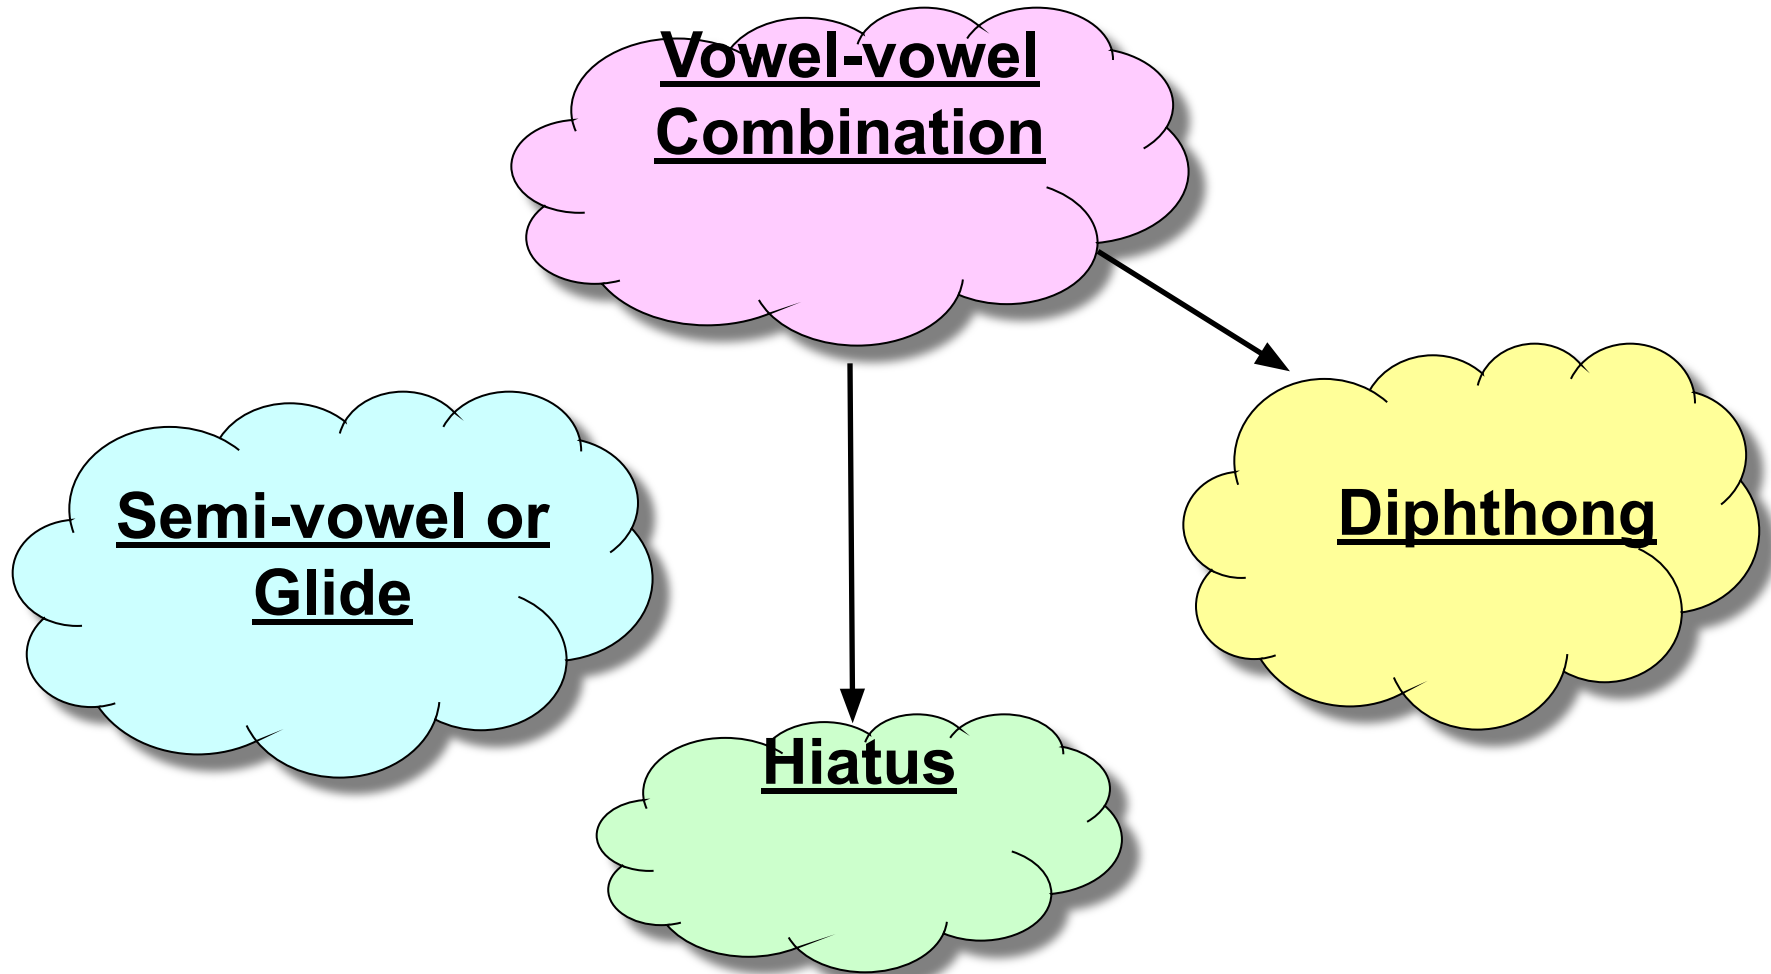 Vowel-vowel
Combination
Semi-vowel or
Glide
Diphthong
Hiatus